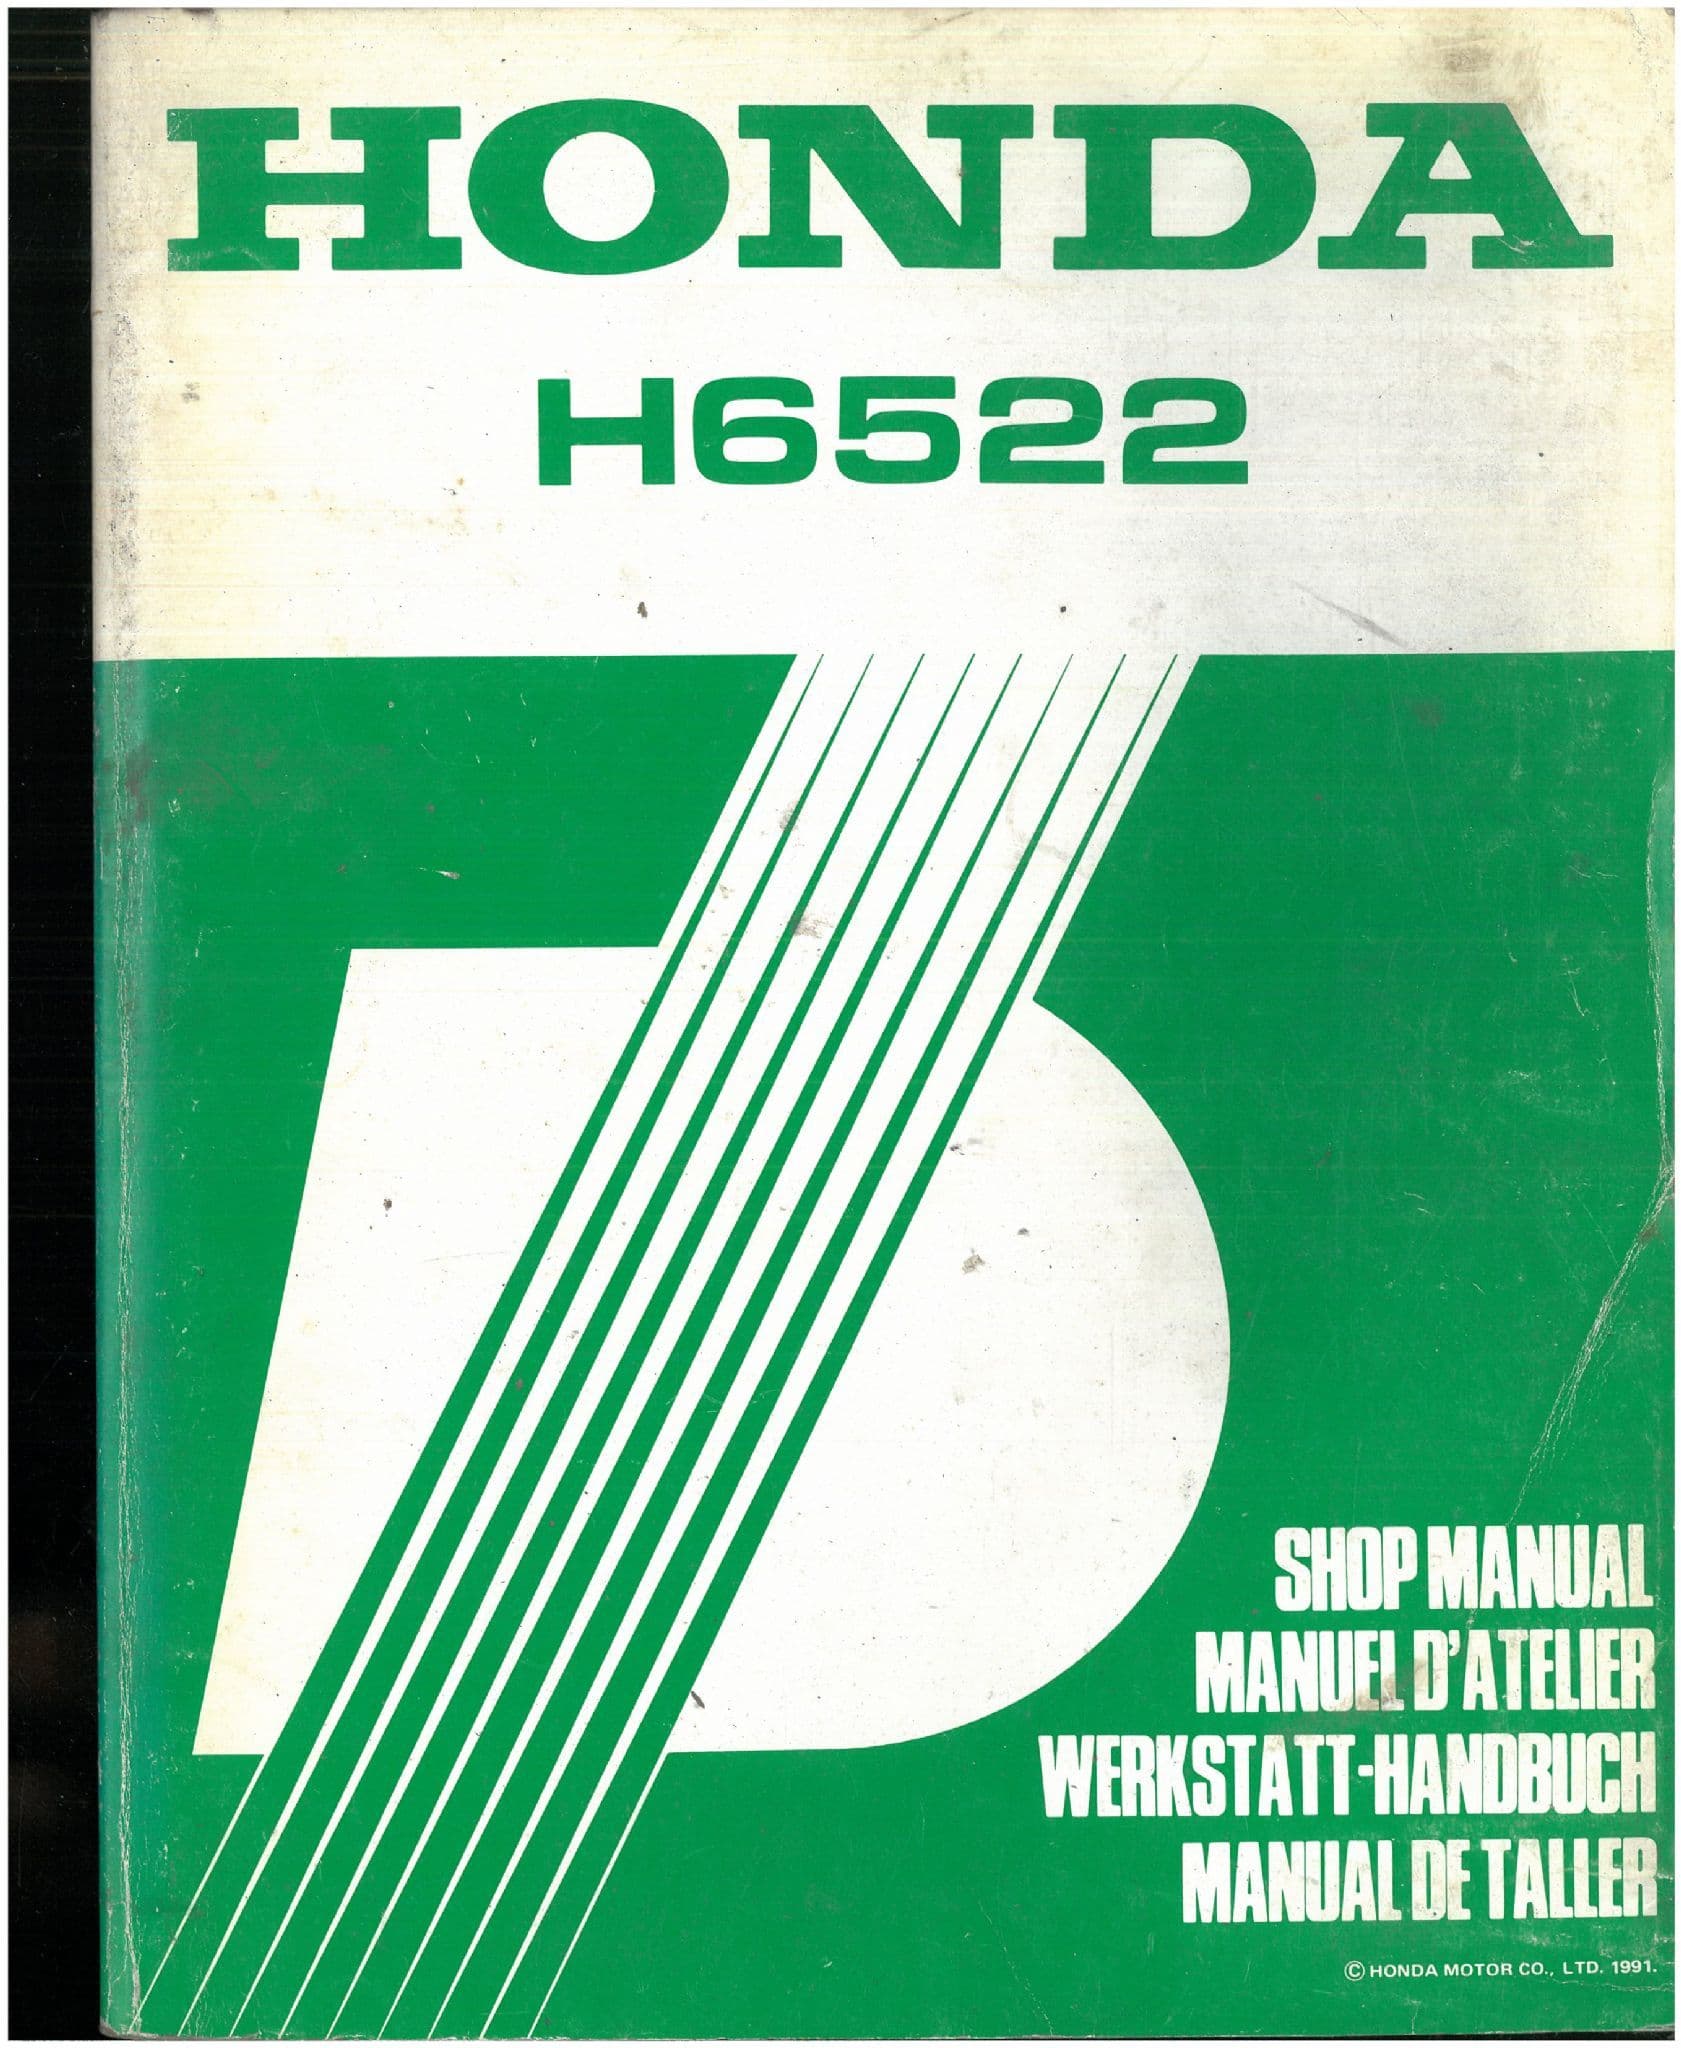 HONDA
H6522
SHOP MANUAL
MANUEL D'ATELIER
WERKSTATT-HANDBUCH
MANUAL DE TALLER
© HONDA MOTOR CO., LTD. 1991.